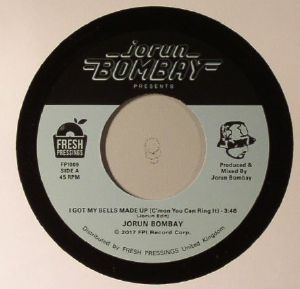 Jorun
BOMBAY
PRESENTS
FRESH
PRESSINGS
FP1009
SIDE A
45 RPM
Produced &
Mixed By
Jorun Bombay
I GOT MY BELLS MADE UP (C'mon You Can Ring It) - 3:46
(Jorun Edit)
JORUN BOMBAY
© 2017 FPI Record Corp.
Distributed by FRESH PRESSINGS United Kingdom